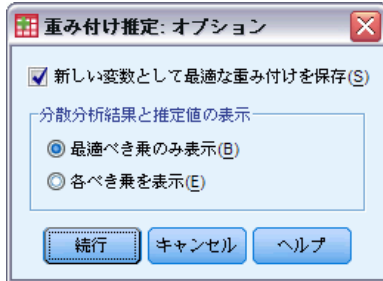 重み付け推定: オプション
新しい変数として最適な重み付けを保存(S)
分散分析結果と推定値の表示
最適べき乗のみ表示(B)
各べき乗を表示(E)
続行 キャンセル ヘルプ